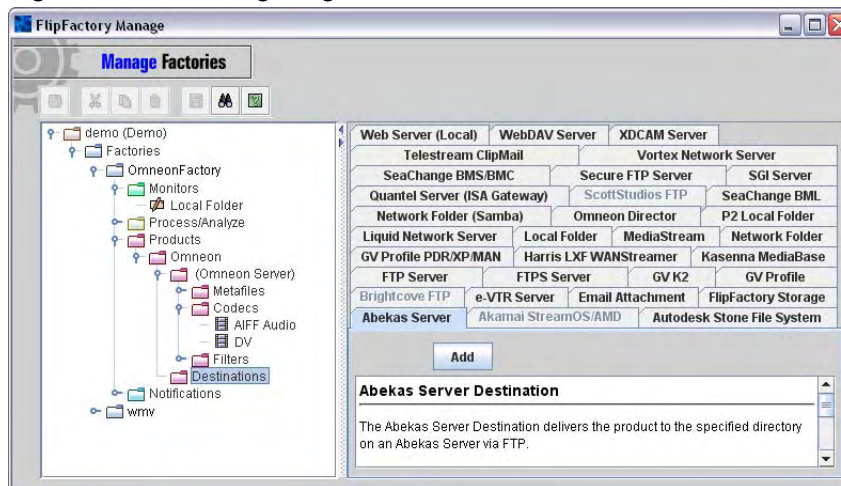 FlipFactory Manage
Manage Factories
demo (Demo)
Factories
OmneonFactory
Monitors
Local Folder
Process/Analyze
Products
Omneon
(Omneon Server)
Metafiles
Codecs
AIFF Audio
DV
Filters
Destinations
Notifications
wmv
Web Server (Local) WebDAV Server XDCAM Server
Telestream ClipMail Vortex Network Server
SeaChange BMS/BMC Secure FTP Server SGI Server
Quantel Server (ISA Gateway) ScottStudios FTP SeaChange BML
Network Folder (Samba) Omneon Director P2 Local Folder
Liquid Network Server Local Folder MediaStream Network Folder
GV Profile PDR/XP/MAN Harris LXF WANStreamer Kasenna MediaBase
FTP Server FTPS Server GV K2 GV Profile
Brightcove FTP e-VTR Server Email Attachment FlipFactory Storage
Abekas Server Akamai StreamOS/AMD Autodesk Stone File System
Add
Abekas Server Destination
The Abekas Server Destination delivers the product to the specified directory
on an Abekas Server via FTP.